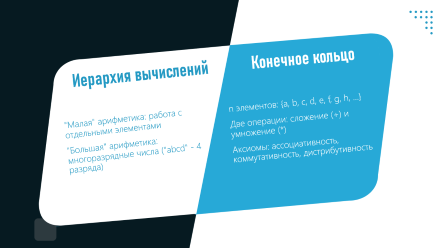 Иерархия вычислений
"Малая" арифметика: работа с
отдельными элементами
"Большая" арифметика:
многоразрядные числа ("abcd" - 4
разряда)
Конечное кольцо
n элементов: {a, b, c, d, e, f, g, h, ...}
Две операции: сложение (+) и
умножение (*)
Аксиомы: ассоциативность,
коммутативность, дистрибутивность